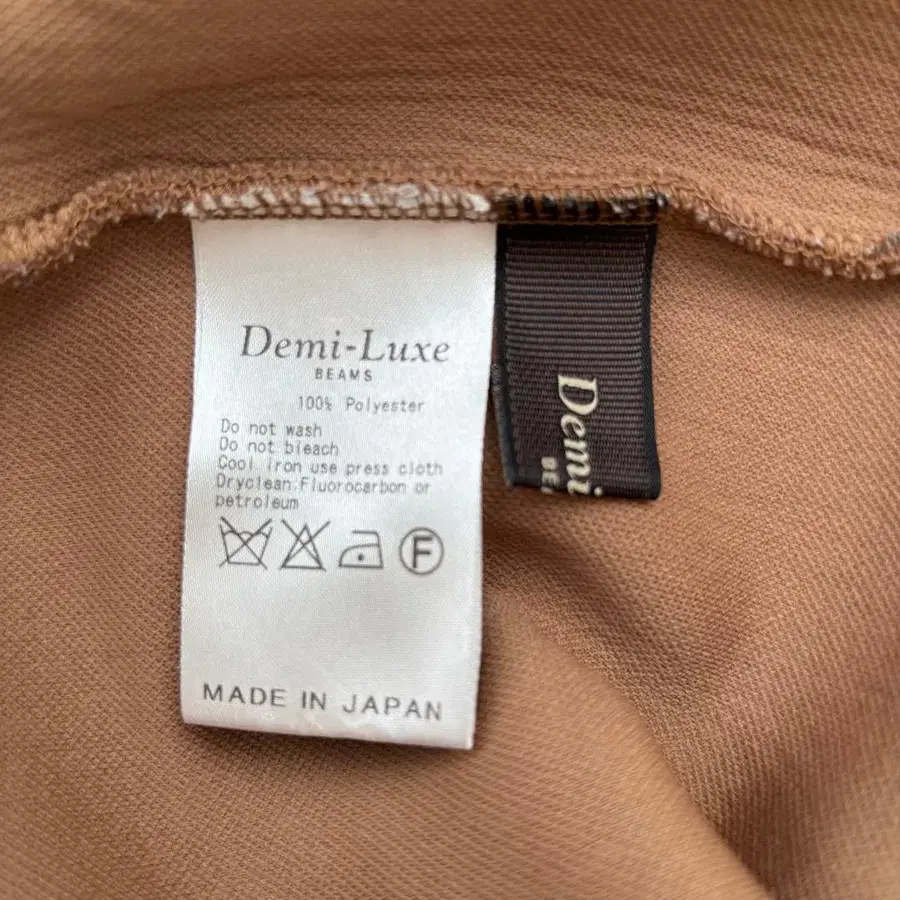 Demi-Luxe
BEAMS
100% Polyester
Do not wash
Do not bleach
Cool iron use press cloth
Dryclean:Fluorocarbon or
petroleum
F
MADE IN JAPAN
Demi